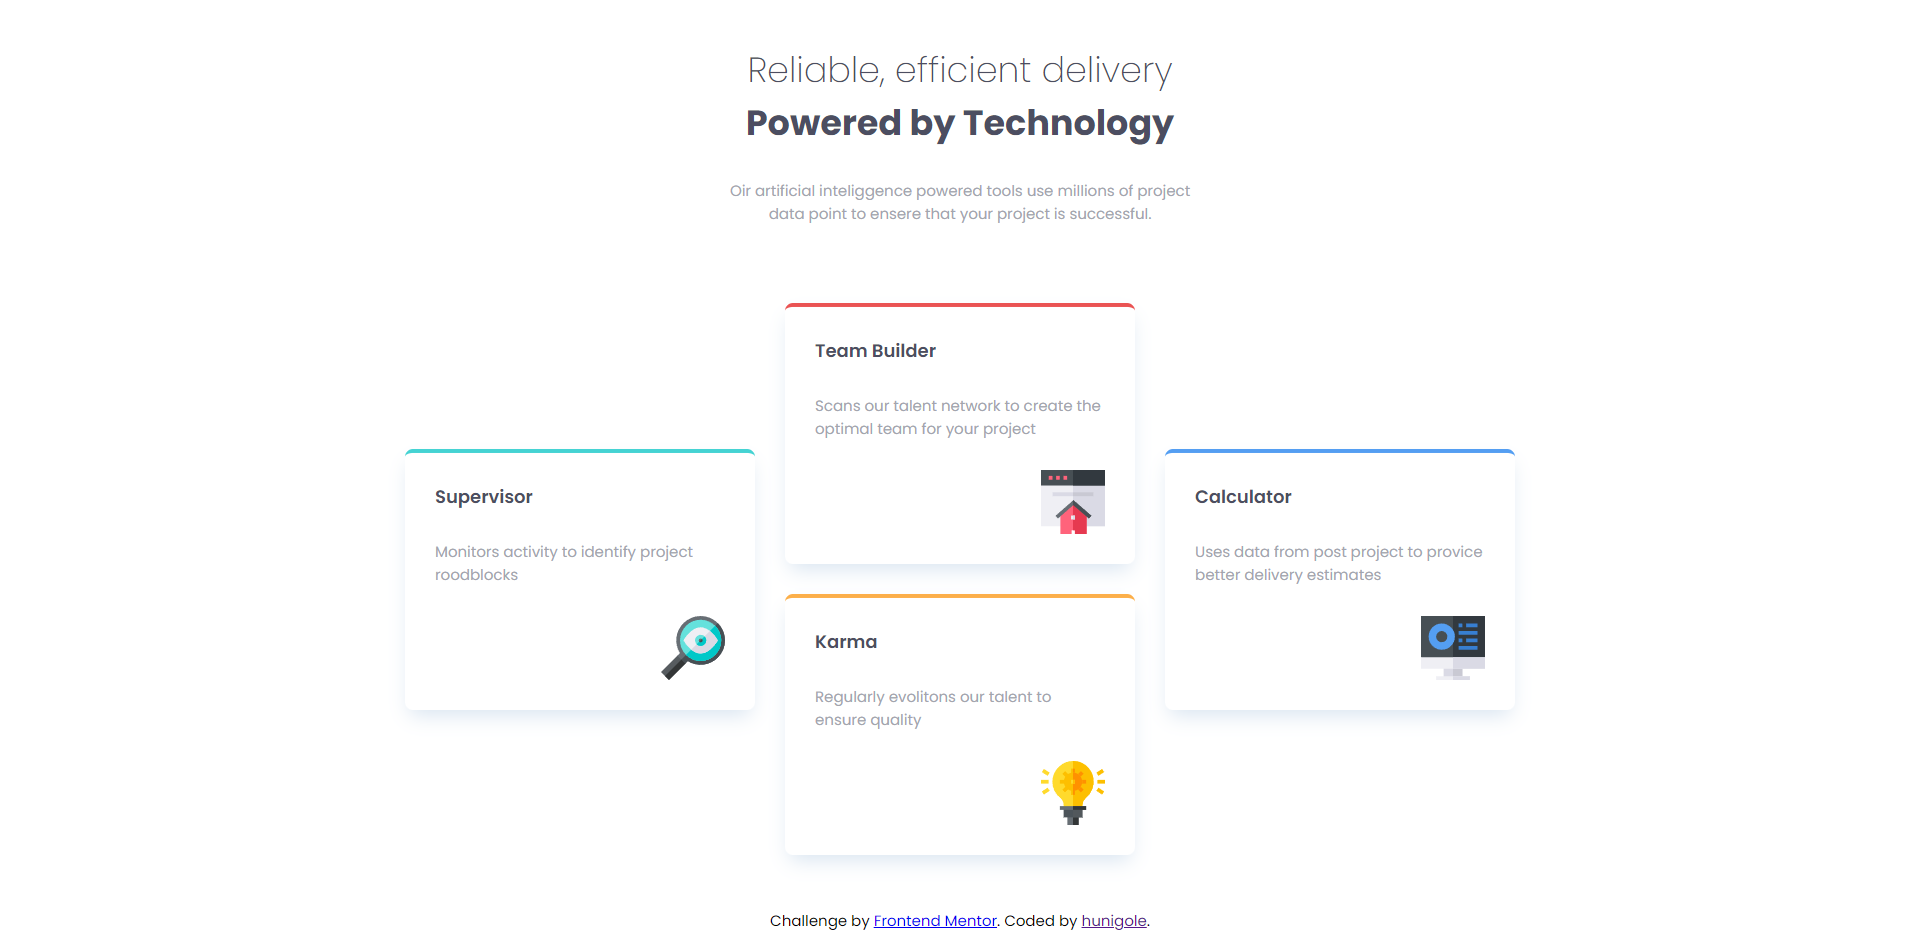 Reliable, efficient delivery
Powered by Technology
Oir artificial inteliggence powered tools use millions of project
data point to ensere that your project is successful.
Team Builder
Scans our talent network to create the
optimal team for your project
Supervisor
Monitors activity to identify project
roodblocks
Calculator
Uses data from post project to provice
better delivery estimates
Karma
Regularly evolitons our talent to
ensure quality
Challenge by Frontend Mentor. Coded by hunigole.